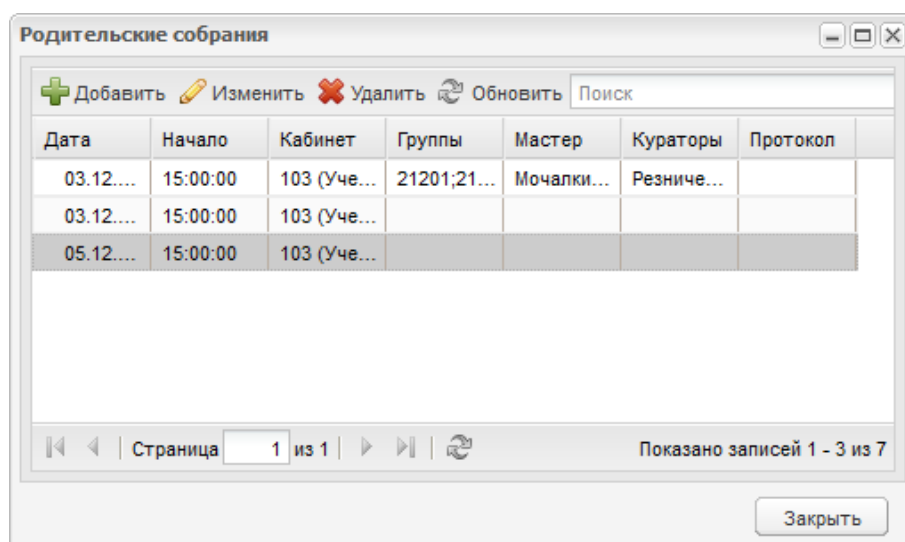 Родительские собрания
Добавить Изменить Удалить Обновить Поиск
Дата Начало Кабинет Группы Мастер Кураторы Протокол
03.12.... 15:00:00 103 (Уче... 21201;21... Мочалки... Резниче...
03.12.... 15:00:00 103 (Уче...
05.12.... 15:00:00 103 (Уче...
Страница 1 из 1 Показано записей 1 - 3 из 7
Закрыть